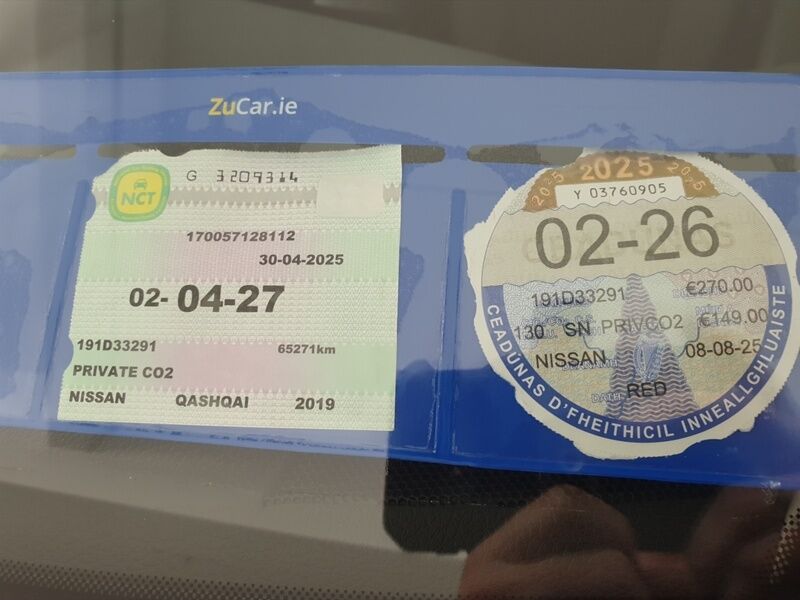 ZuCar.ie
NCT
G 3209314
170057128112
30-04-2025
02- 04-27
191D33291 65271km
PRIVATE CO2
NISSAN QASHQAI 2019
2025 2025 2025
Y 03760905
02-26
191D33291 €270.00
130 SN PRIVCO2 €149.00
NISSAN 08-08-25
RED
CEADÚNAS D'FHEITHICIL INNEALLGHLUAISTE